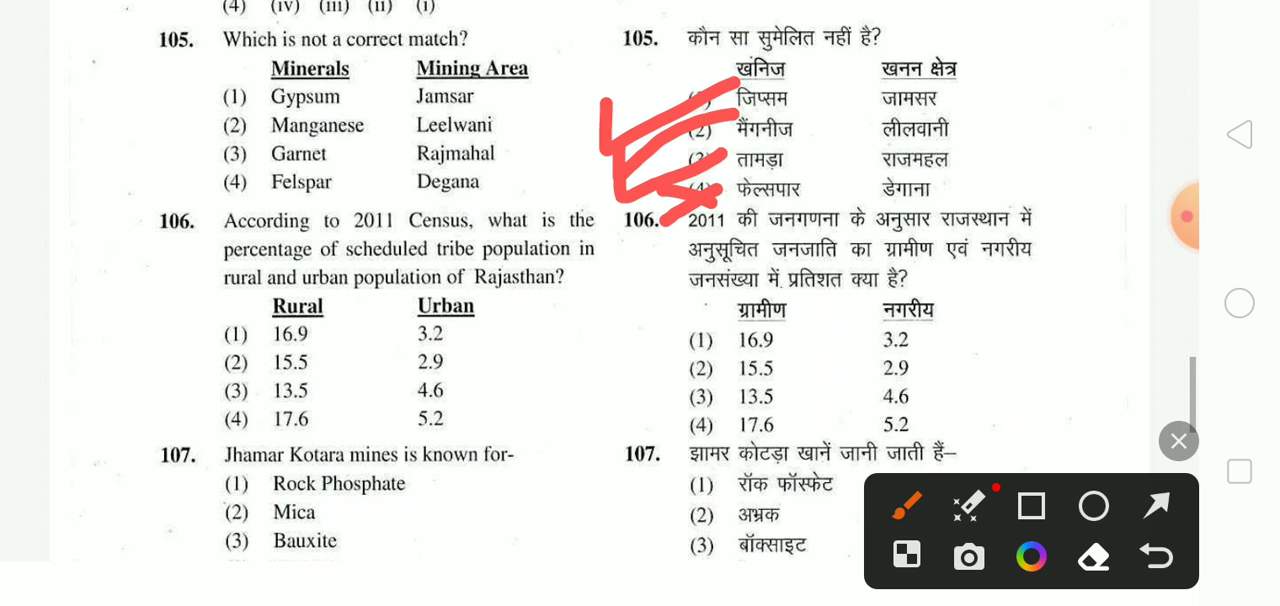 (4) (iv) (iii) (ii) (i)
105. Which is not a correct match?
Minerals Mining Area
(1) Gypsum Jamsar
(2) Manganese Leelwani
(3) Garnet Rajmahal
(4) Felspar Degana
106. According to 2011 Census, what is the
percentage of scheduled tribe population in
rural and urban population of Rajasthan?
Rural Urban
(1) 16.9 3.2
(2) 15.5 2.9
(3) 13.5 4.6
(4) 17.6 5.2
107. Jhamar Kotara mines is known for-
(1) Rock Phosphate
(2) Mica
(3) Bauxite
105. कौन सा सुमेलित नहीं है?
खनिज खनन क्षेत्र
जिप्सम जामसर
(2) मैंगनीज लीलवानी
तामड़ा राजमहल
फेल्सपार डेगाना
106. 2011 की जनगणना के अनुसार राजस्थान में
अनुसूचित जनजाति का ग्रामीण एवं नगरीय
जनसंख्या में प्रतिशत क्या है?
ग्रामीण नगरीय
(1) 16.9 3.2
(2) 15.5 2.9
(3) 13.5 4.6
(4) 17.6 5.2
107. झामर कोटड़ा खानें जानी जाती हैं–
(1) रॉक फॉस्फेट
(2) अभ्रक
(3) बॉक्साइट